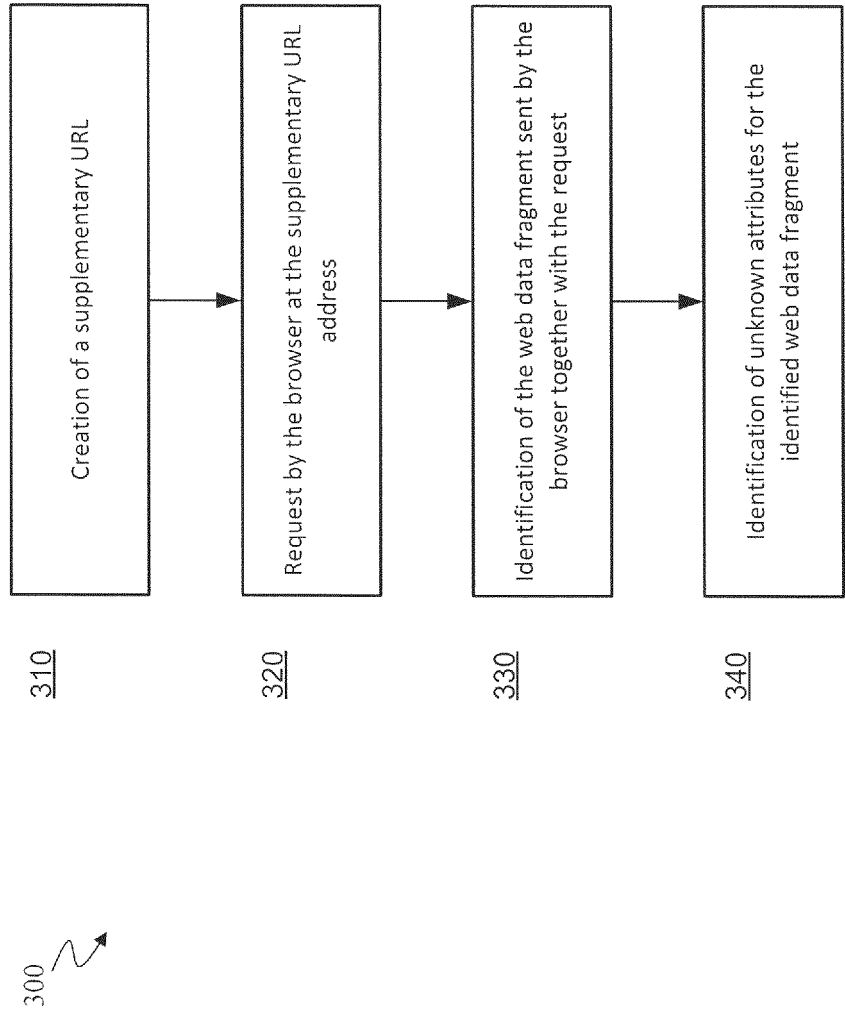 300
310
Creation of a supplementary URL
320
Request by the browser at the supplementary URL
address
330
Identification of the web data fragment sent by the
browser together with the request
340
Identification of unknown attributes for the
identified web data fragment